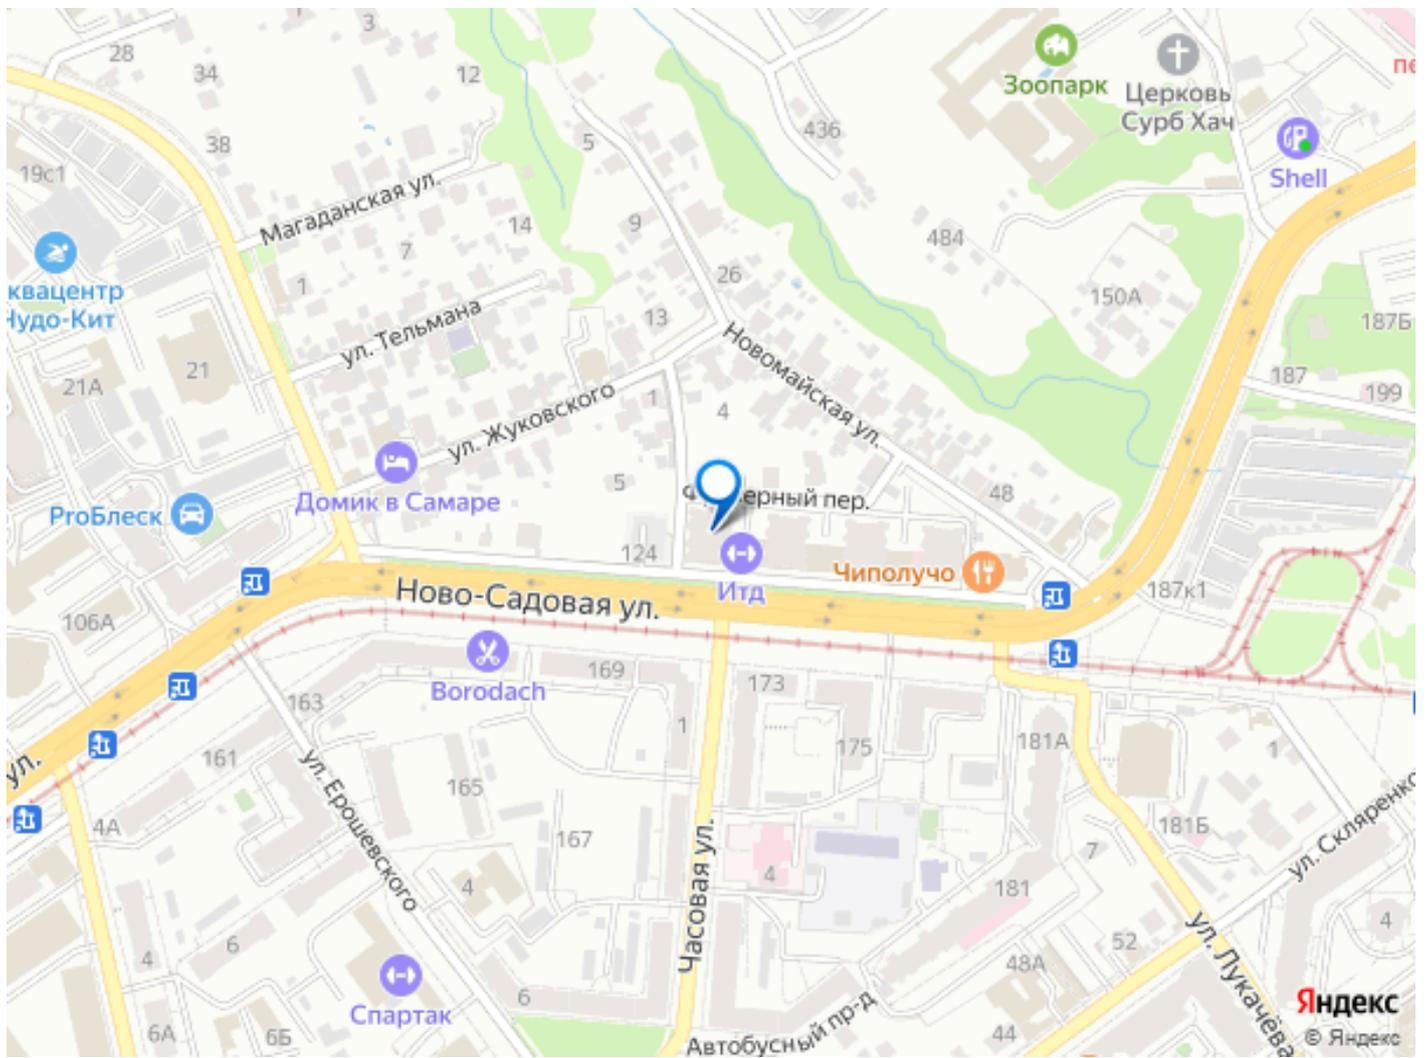 3
28
34
12
38
5
436
Зоопарк
Церковь
Сурб Хач
Shell
19с1
Магаданская ул.
14
9
7
484
26
1
150А
квацентр
Чудо-Кит
13
187Б
ул. Тельмана
Новомайская ул.
21
21А
187
199
ул. Жуковского
1
4
5
48
Домик в Самаре
ProБлеск
верный пер.
124
Чиполучо
Итд
187к1
Ново-Садовая ул.
106А
169
173
Borodach
163
1
175
181А
1
161
ул.
165
ул. Ерошевского
4А
167
181Б
ул. Скляренко
Часовая ул.
7
4
4
181
4
ул. Лукачёва
6
4
52
48А
Спартак
6
6А
6Б
Автобусный пр-д
44
Яндекс
© Яндекс